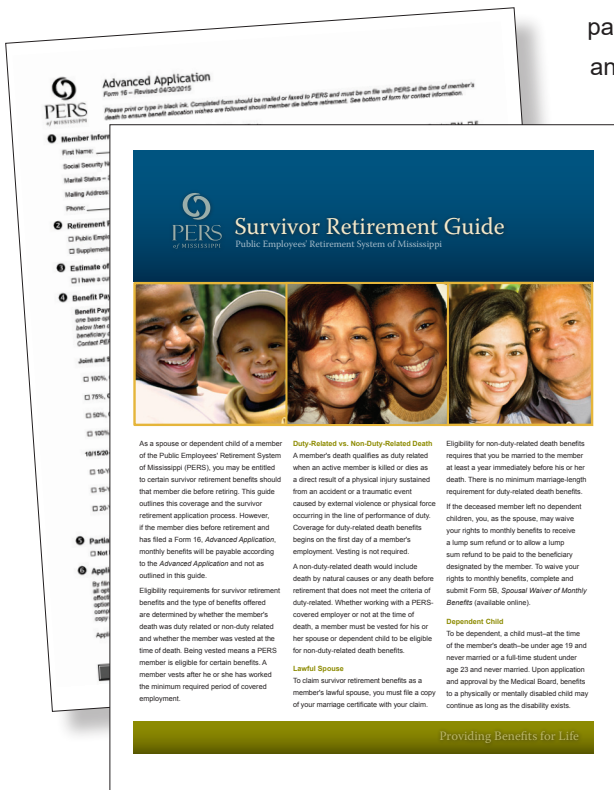 pa
an
PERS
of MISSISSIPPI
Advanced Application
Form 16 – Revised 04/30/2015
Please print or type in black ink. Completed form should be mailed or faxed to PERS and must be on file with PERS at the time of member's
death to ensure benefit allocation wishes are followed should member die before retirement. See bottom of form for contact information.
1 Member Inform
First Name:
Social Security N
Marital Status –
Mailing Address
Phone:
2 Retirement
☐ Public Emplo
☐ Supplement
3 Estimate of
☐ I have a cur
4 Benefit Pay
Benefit Paym
one base opt
below then
beneficiary
Contact PER
Joint and S
☐ 100%,
☐ 75%,
☐ 50%,
☐ 100%
10/15/20-
☐ 10-Y
☐ 15-Y
☐ 20-
5 Partia
☐ Not
6 Appli
By filin
all opt
effecti
option
compl
copy
Appli
PERS
of MISSISSIPPI
Survivor Retirement Guide
Public Employees' Retirement System of Mississippi
As a spouse or dependent child of a member
of the Public Employees' Retirement System
of Mississippi (PERS), you may be entitled
to certain survivor retirement benefits should
that member die before retiring. This guide
outlines this coverage and the survivor
retirement application process. However,
if the member dies before retirement and
has filed a Form 16, Advanced Application,
monthly benefits will be payable according
to the Advanced Application and not as
outlined in this guide.
Eligibility requirements for survivor retirement
benefits and the type of benefits offered
are determined by whether the member's
death was duty related or non-duty related
and whether the member was vested at the
time of death. Being vested means a PERS
member is eligible for certain benefits. A
member vests after he or she has worked
the minimum required period of covered
employment.
Duty-Related vs. Non-Duty-Related Death
A member's death qualifies as duty related
when an active member is killed or dies as
a direct result of a physical injury sustained
from an accident or a traumatic event
caused by external violence or physical force
occurring in the line of performance of duty.
Coverage for duty-related death benefits
begins on the first day of a member's
employment. Vesting is not required.
A non-duty-related death would include
death by natural causes or any death before
retirement that does not meet the criteria of
duty-related. Whether working with a PERS-
covered employer or not at the time of
death, a member must be vested for his or
her spouse or dependent child to be eligible
for non-duty-related death benefits.
Lawful Spouse
To claim survivor retirement benefits as a
member's lawful spouse, you must file a copy
of your marriage certificate with your claim.
Eligibility for non-duty-related death benefits
requires that you be married to the member
at least a year immediately before his or her
death. There is no minimum marriage-length
requirement for duty-related death benefits.
If the deceased member left no dependent
children, you, as the spouse, may waive
your rights to monthly benefits to receive
a lump sum refund or to allow a lump
sum refund to be paid to the beneficiary
designated by the member. To waive your
rights to monthly benefits, complete and
submit Form 5B, Spousal Waiver of Monthly
Benefits (available online).
Dependent Child
To be dependent, a child must–at the time
of the member's death–be under age 19 and
never married or a full-time student under
age 23 and never married. Upon application
and approval by the Medical Board, benefits
to a physically or mentally disabled child may
continue as long as the disability exists.
Providing Benefits for Life